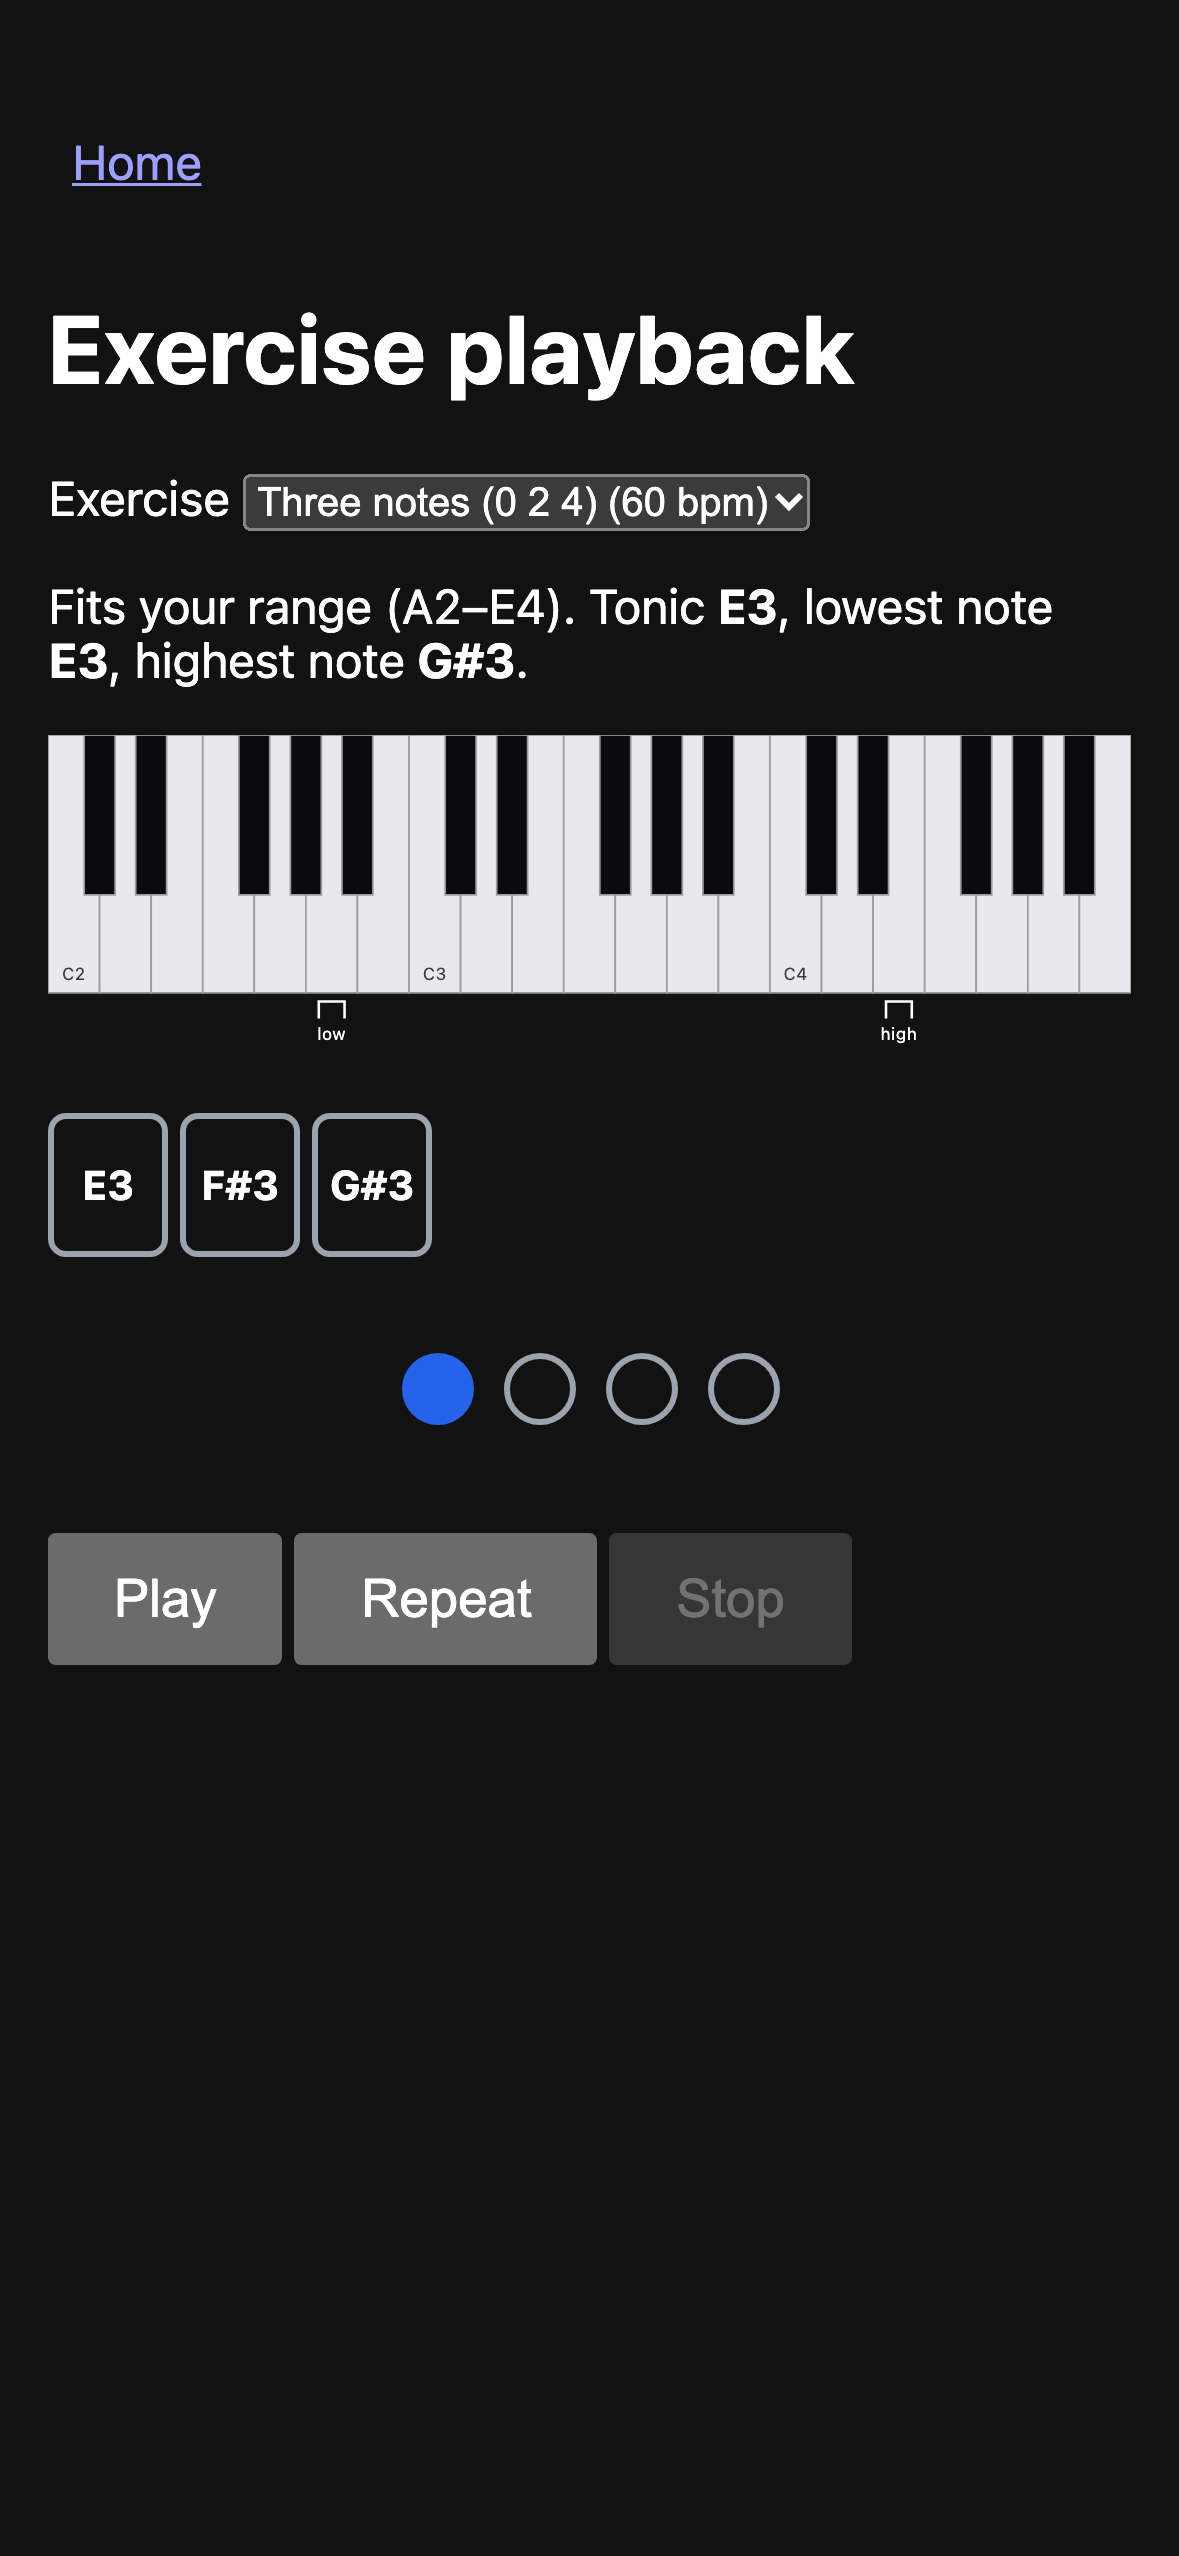 Home
Exercise playback
Exercise Three notes (0 2 4) (60 bpm)
Fits your range (A2–E4). Tonic E3, lowest note
E3, highest note G#3.
C2 C3 C4
low high
E3 F#3 G#3
Play Repeat Stop